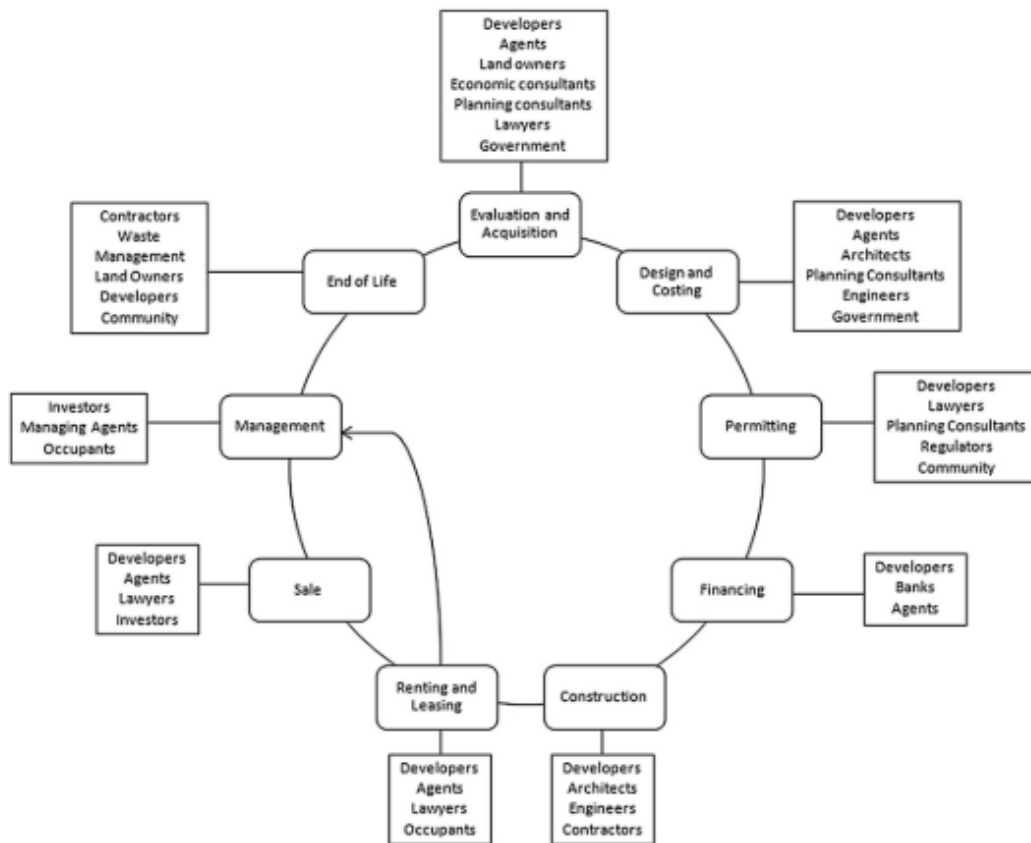 Developers
Agents
Land owners
Economic consultants
Planning consultants
Lawyers
Government
Evaluation and
Acquisition
Developers
Agents
Architects
Planning Consultants
Engineers
Government
Design and
Costing
Developers
Lawyers
Planning Consultants
Regulators
Community
Permitting
Developers
Banks
Agents
Financing
Construction
Developers
Architects
Engineers
Contractors
Renting and
Leasing
Developers
Agents
Lawyers
Occupants
Sale
Developers
Agents
Lawyers
Investors
Management
Investors
Managing Agents
Occupants
End of Life
Contractors
Waste
Management
Land Owners
Developers
Community